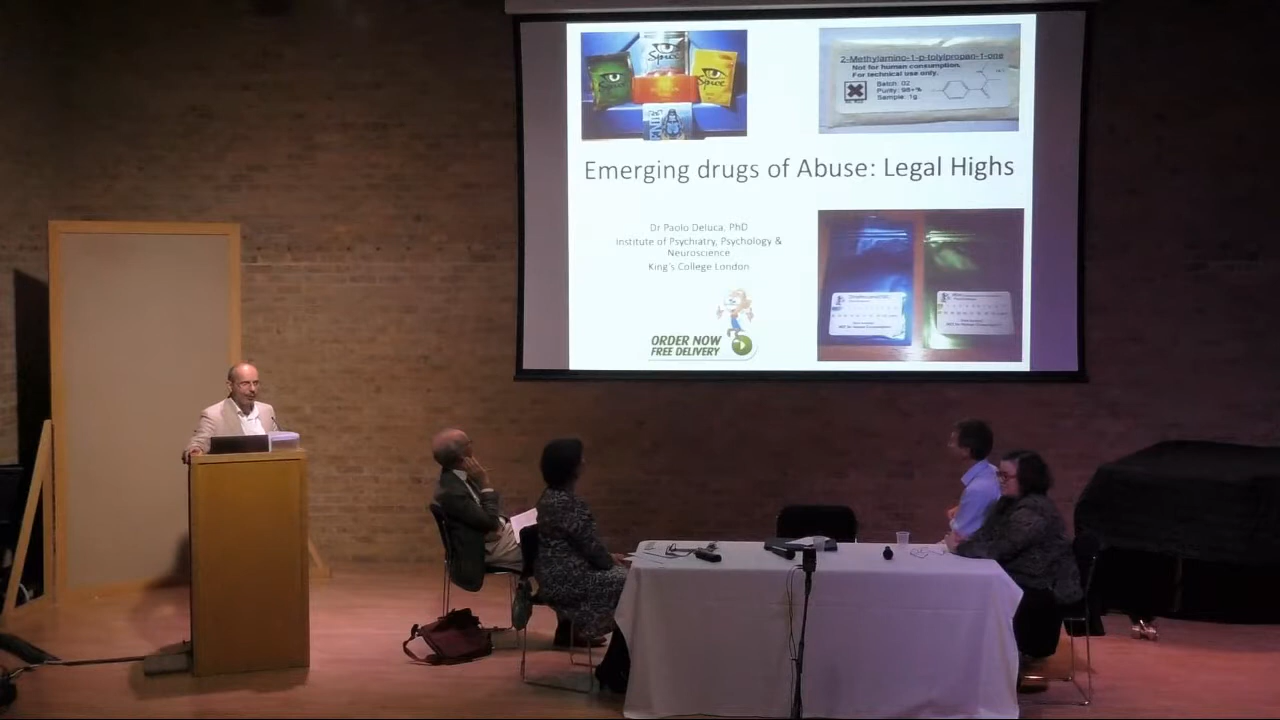 Spice
Spice
Spice
2-Methylamino-1-p-tolylpropan-1-one
Not for human consumption.
For technical use only.
Batch: 02
Purity: 98+%
Sample: 1g
Emerging drugs of Abuse: Legal Highs
Dr Paolo Deluca, PhD
Institute of Psychiatry, Psychology &
Neuroscience
King's College London
ORDER NOW
FREE DELIVERY